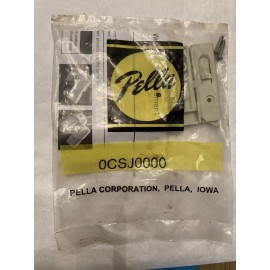 Pella
0CSJ0000
PELLA CORPORATION, PELLA, IOWA